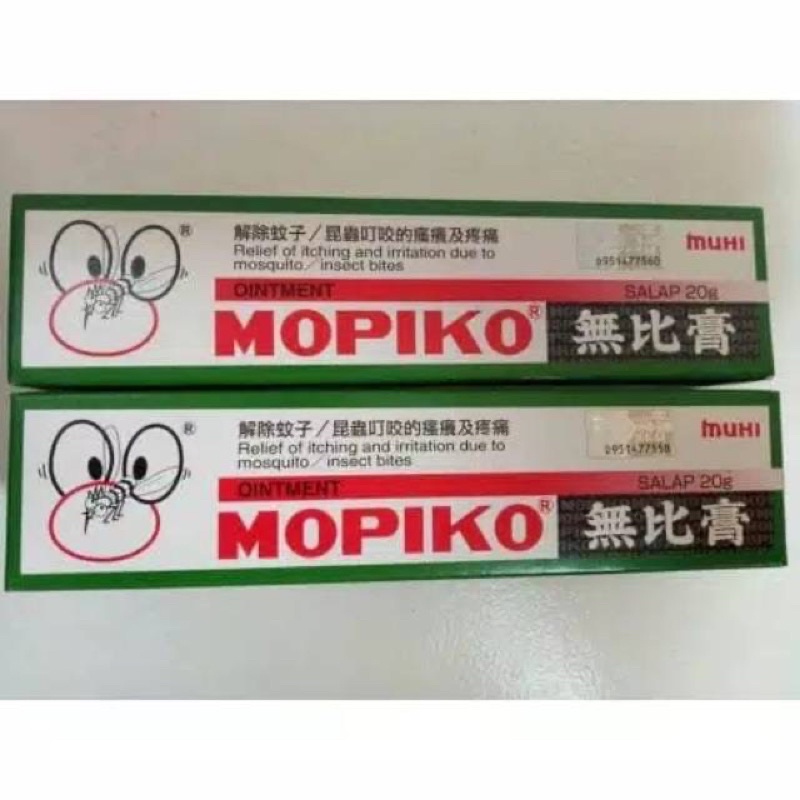 解除蚊子/昆蟲叮咬的瘙癢及疼痛
Relief of itching and irritation due to
mosquito/insect bites
0951477560
muHI
OINTMENT
SALAP 20g
MOPIKO®
無比膏
®
解除蚊子/昆蟲叮咬的瘙癢及疼痛
Relief of itching and irritation due to
mosquito/insect bites
0951477558
muHI
OINTMENT
SALAP 20g
MOPIKO®
無比膏
®